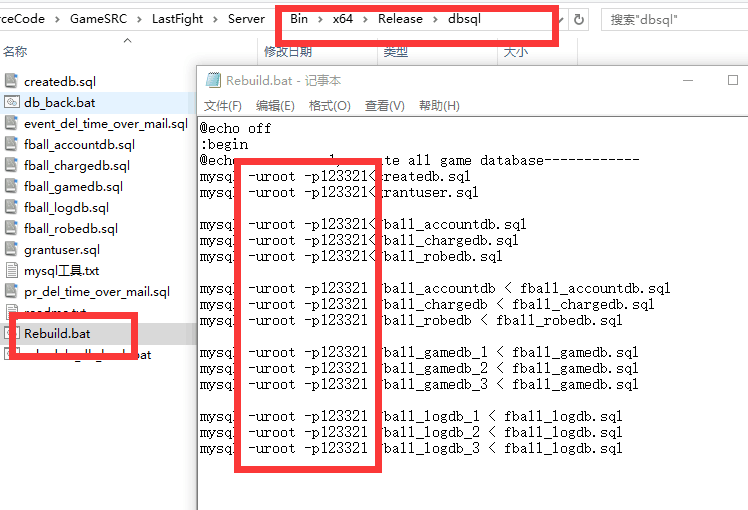 rceCode > GameSRC > LastFight > Server > Bin > x64 > Release > dbsql
搜索"dbsql"
名称
修改日期
类型
大小
createdb.sql
db_back.bat
event_del_time_over_mail.sql
fball_accountdb.sql
fball_chargedb.sql
fball_gamedb.sql
fball_logdb.sql
fball_robedb.sql
grantuser.sql
mysql工具.txt
pr_del_time_over_mail.sql
Rebuild.bat
Rebuild.bat - 记事本
文件(F) 编辑(E) 格式(O) 查看(V) 帮助(H)
@echo off
:begin
@echo all game database-------------
mysql -uroot -p123321<createdb.sql
mysql -uroot -p123321<grantuser.sql
mysql -uroot -p123321<fball_accountdb.sql
mysql -uroot -p123321<fball_chargedb.sql
mysql -uroot -p123321<fball_robedb.sql
mysql -uroot -p123321 fball_accountdb < fball_accountdb.sql
mysql -uroot -p123321 fball_chargedb < fball_chargedb.sql
mysql -uroot -p123321 fball_robedb < fball_robedb.sql
mysql -uroot -p123321 fball_gamedb_1 < fball_gamedb.sql
mysql -uroot -p123321 fball_gamedb_2 < fball_gamedb.sql
mysql -uroot -p123321 fball_gamedb_3 < fball_gamedb.sql
mysql -uroot -p123321 fball_logdb_1 < fball_logdb.sql
mysql -uroot -p123321 fball_logdb_2 < fball_logdb.sql
mysql -uroot -p123321 fball_logdb_3 < fball_logdb.sql